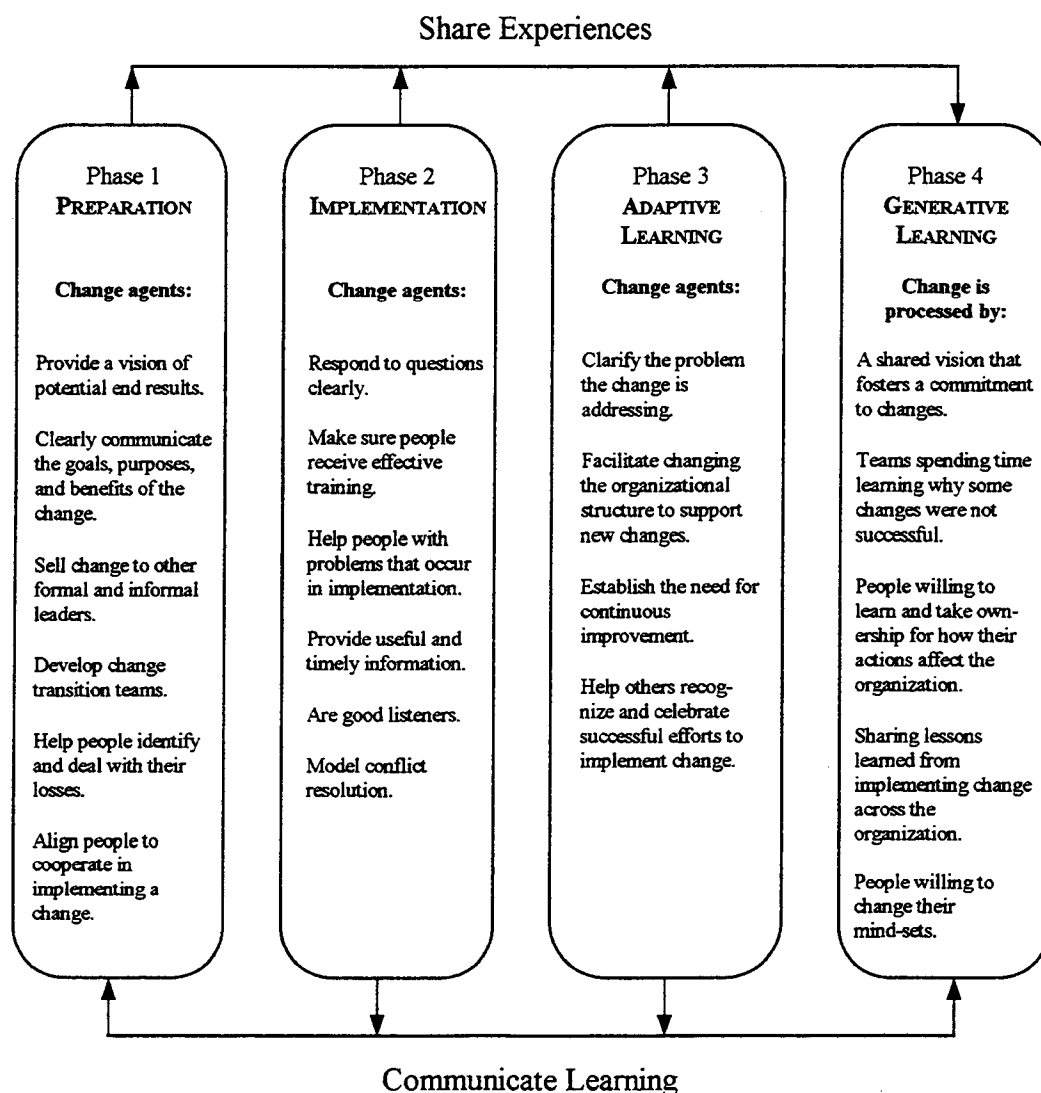 Share Experiences
Phase 1
PREPARATION
Change agents:
Provide a vision of
potential end results.
Clearly communicate
the goals, purposes,
and benefits of the
change.
Sell change to other
formal and informal
leaders.
Develop change
transition teams.
Help people identify
and deal with their
losses.
Align people to
cooperate in
implementing a
change.
Phase 2
IMPLEMENTATION
Change agents:
Respond to questions
clearly.
Make sure people
receive effective
training.
Help people with
problems that occur
in implementation.
Provide useful and
timely information.
Are good listeners.
Model conflict
resolution.
Phase 3
ADAPTIVE
LEARNING
Change agents:
Clarify the problem
the change is
addressing.
Facilitate changing
the organizational
structure to support
new changes.
Establish the need for
continuous
improvement.
Help others recog-
nize and celebrate
successful efforts to
implement change.
Phase 4
GENERATIVE
LEARNING
Change is
processed by:
A shared vision that
fosters a commitment
to changes.
Teams spending time
learning why some
changes were not
successful.
People willing to
learn and take own-
ership for how their
actions affect the
organization.
Sharing lessons
learned from
implementing change
across the
organization.
People willing to
change their
mind-sets.
Communicate Learning